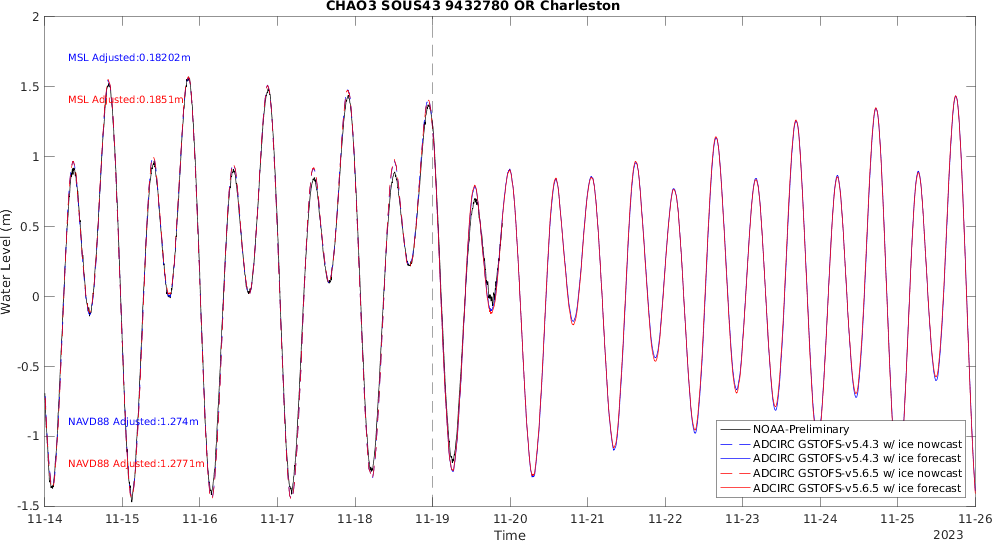 CHAO3 SOUS43 9432780 OR Charleston
2
1.5
1
0.5
0
-0.5
-1
-1.5
Water Level (m)
MSL Adjusted:0.18202m
MSL Adjusted:0.1851m
NAVD88 Adjusted:1.274m
NAVD88 Adjusted:1.2771m
NOAA-Preliminary
ADCIRC GSTOFS-v5.4.3 w/ ice nowcast
ADCIRC GSTOFS-v5.4.3 w/ ice forecast
ADCIRC GSTOFS-v5.6.5 w/ ice nowcast
ADCIRC GSTOFS-v5.6.5 w/ ice forecast
11-14 11-15 11-16 11-17 11-18 11-19 11-20 11-21 11-22 11-23 11-24 11-25 11-26
Time
2023